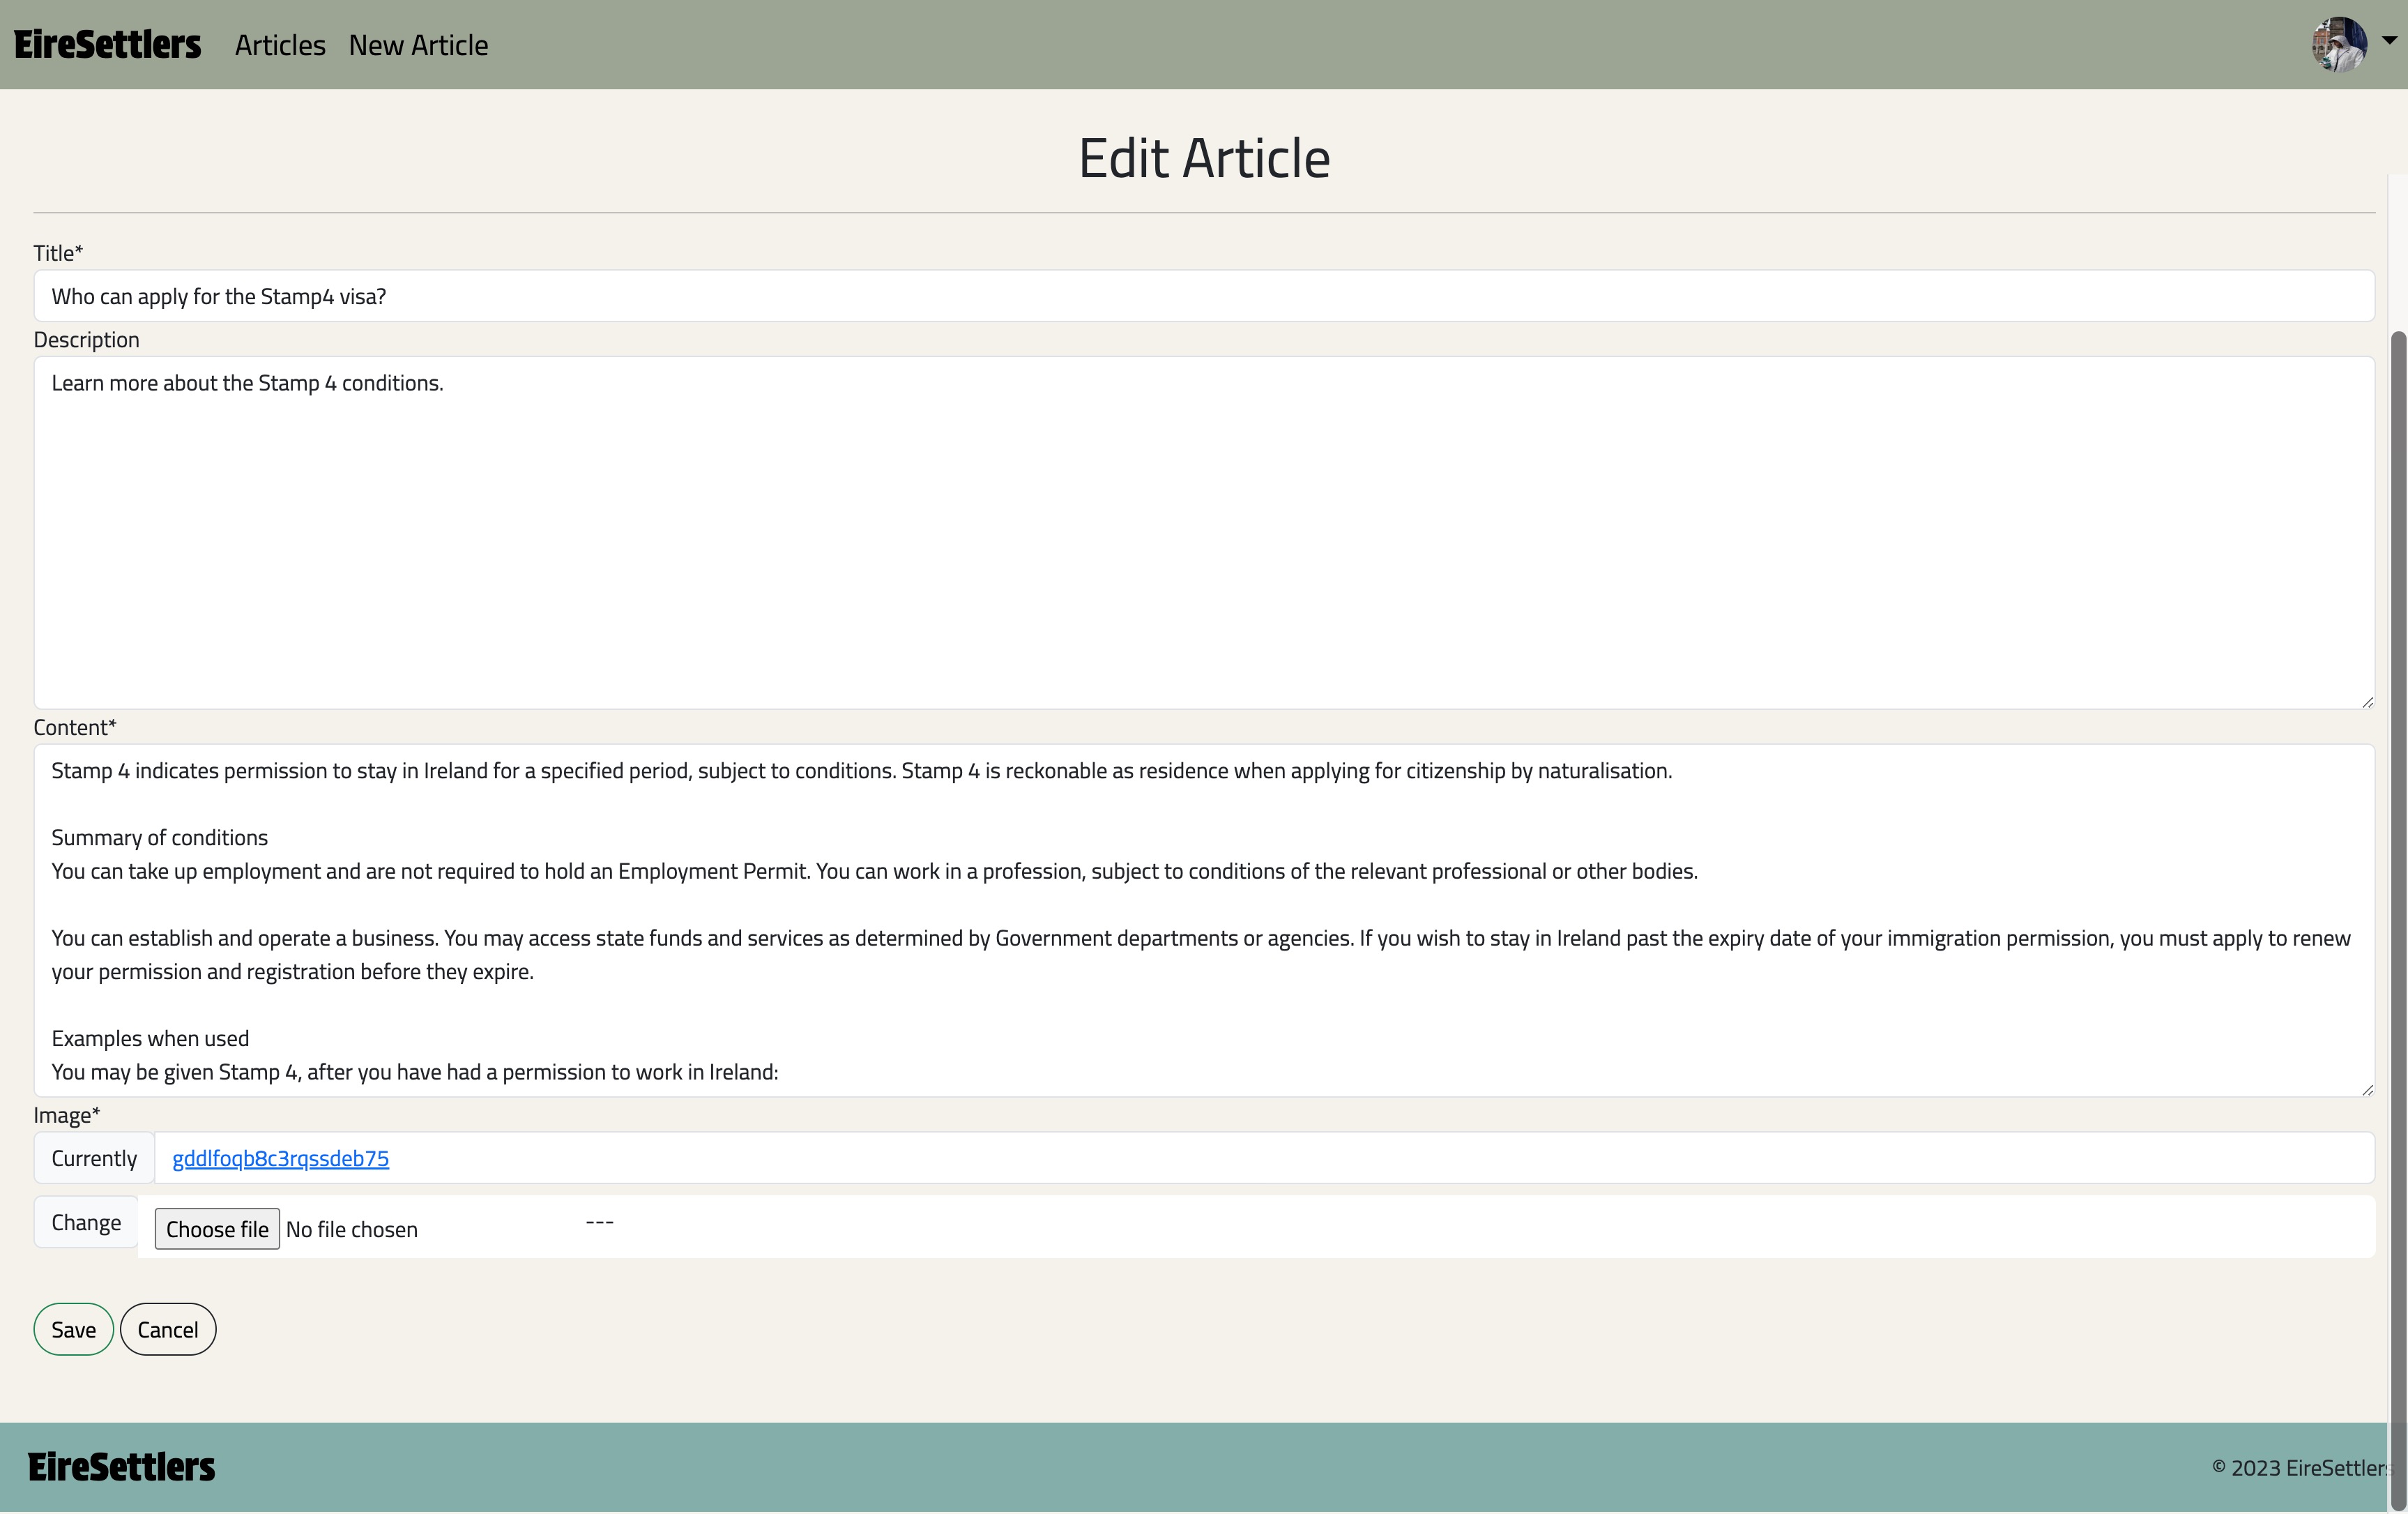 EireSettlers Articles New Article
Edit Article
Title*
Who can apply for the Stamp4 visa?
Description
Learn more about the Stamp 4 conditions.
Content*
Stamp 4 indicates permission to stay in Ireland for a specified period, subject to conditions. Stamp 4 is reckonable as residence when applying for citizenship by naturalisation.
Summary of conditions
You can take up employment and are not required to hold an Employment Permit. You can work in a profession, subject to conditions of the relevant professional or other bodies.
You can establish and operate a business. You may access state funds and services as determined by Government departments or agencies. If you wish to stay in Ireland past the expiry date of your immigration permission, you must apply to renew
your permission and registration before they expire.
Examples when used
You may be given Stamp 4, after you have had a permission to work in Ireland:
Image*
Currently gddlfoqb8c3rqssdeb75
Change Choose file No file chosen ---
Save Cancel
EireSettlers © 2023 EireSettlers